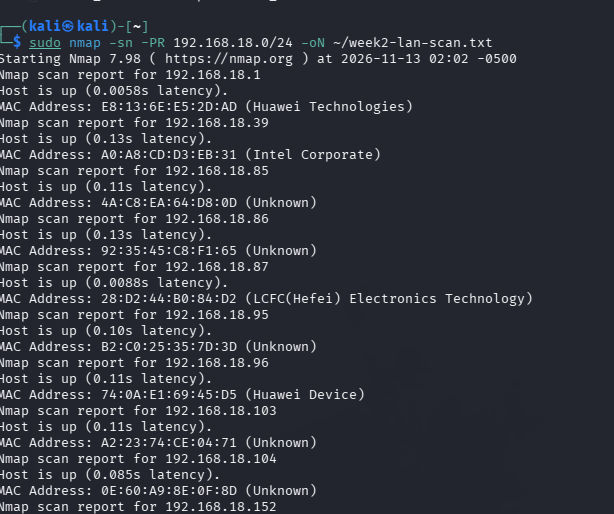 ┌──(kali㉿kali)-[~]
└─$ sudo nmap -sn -PR 192.168.18.0/24 -oN ~/week2-lan-scan.txt
Starting Nmap 7.98 ( https://nmap.org ) at 2026-11-13 02:02 -0500
Nmap scan report for 192.168.18.1
Host is up (0.0058s latency).
MAC Address: E8:13:6E:E5:2D:AD (Huawei Technologies)
Nmap scan report for 192.168.18.39
Host is up (0.13s latency).
MAC Address: A0:A8:CD:D3:EB:31 (Intel Corporate)
Nmap scan report for 192.168.18.85
Host is up (0.11s latency).
MAC Address: 4A:C8:EA:64:D8:0D (Unknown)
Nmap scan report for 192.168.18.86
Host is up (0.13s latency).
MAC Address: 92:35:45:C8:F1:65 (Unknown)
Nmap scan report for 192.168.18.87
Host is up (0.0088s latency).
MAC Address: 28:D2:44:B0:84:D2 (LCFC(Hefei) Electronics Technology)
Nmap scan report for 192.168.18.95
Host is up (0.10s latency).
MAC Address: B2:C0:25:35:7D:3D (Unknown)
Nmap scan report for 192.168.18.96
Host is up (0.11s latency).
MAC Address: 74:0A:E1:69:45:D5 (Huawei Device)
Nmap scan report for 192.168.18.103
Host is up (0.11s latency).
MAC Address: A2:23:74:CE:04:71 (Unknown)
Nmap scan report for 192.168.18.104
Host is up (0.085s latency).
MAC Address: 0E:60:A9:8E:0F:8D (Unknown)
Nmap scan report for 192.168.18.152